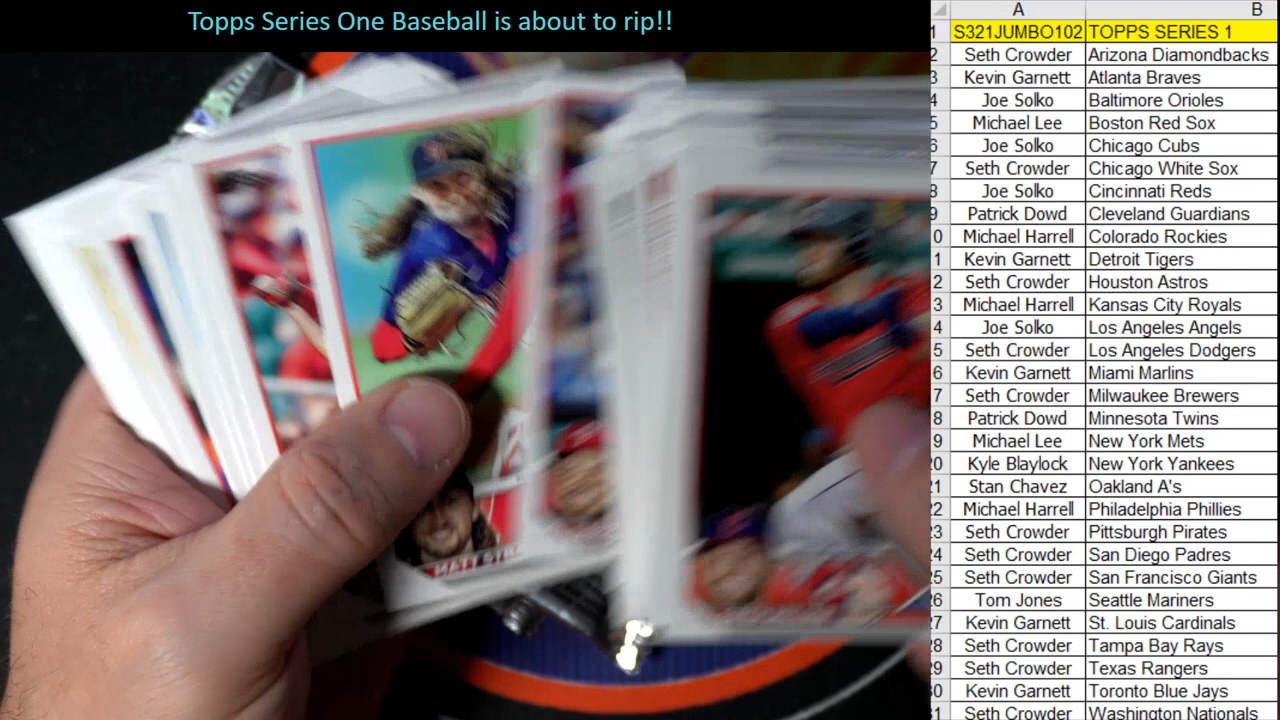 Topps Series One Baseball is about to rip!!
A B
1 S321JUMBO102 TOPPS SERIES 1
2 Seth Crowder Arizona Diamondbacks
3 Kevin Garnett Atlanta Braves
4 Joe Solko Baltimore Orioles
5 Michael Lee Boston Red Sox
6 Joe Solko Chicago Cubs
7 Seth Crowder Chicago White Sox
8 Joe Solko Cincinnati Reds
9 Patrick Dowd Cleveland Guardians
0 Michael Harrell Colorado Rockies
1 Kevin Garnett Detroit Tigers
2 Seth Crowder Houston Astros
3 Michael Harrell Kansas City Royals
4 Joe Solko Los Angeles Angels
5 Seth Crowder Los Angeles Dodgers
6 Kevin Garnett Miami Marlins
7 Seth Crowder Milwaukee Brewers
8 Patrick Dowd Minnesota Twins
9 Michael Lee New York Mets
20 Kyle Blaylock New York Yankees
21 Stan Chavez Oakland A's
22 Michael Harrell Philadelphia Phillies
23 Seth Crowder Pittsburgh Pirates
24 Seth Crowder San Diego Padres
25 Seth Crowder San Francisco Giants
26 Tom Jones Seattle Mariners
27 Kevin Garnett St. Louis Cardinals
28 Seth Crowder Tampa Bay Rays
29 Seth Crowder Texas Rangers
30 Kevin Garnett Toronto Blue Jays
31 Seth Crowder Washington Nationals
MATT